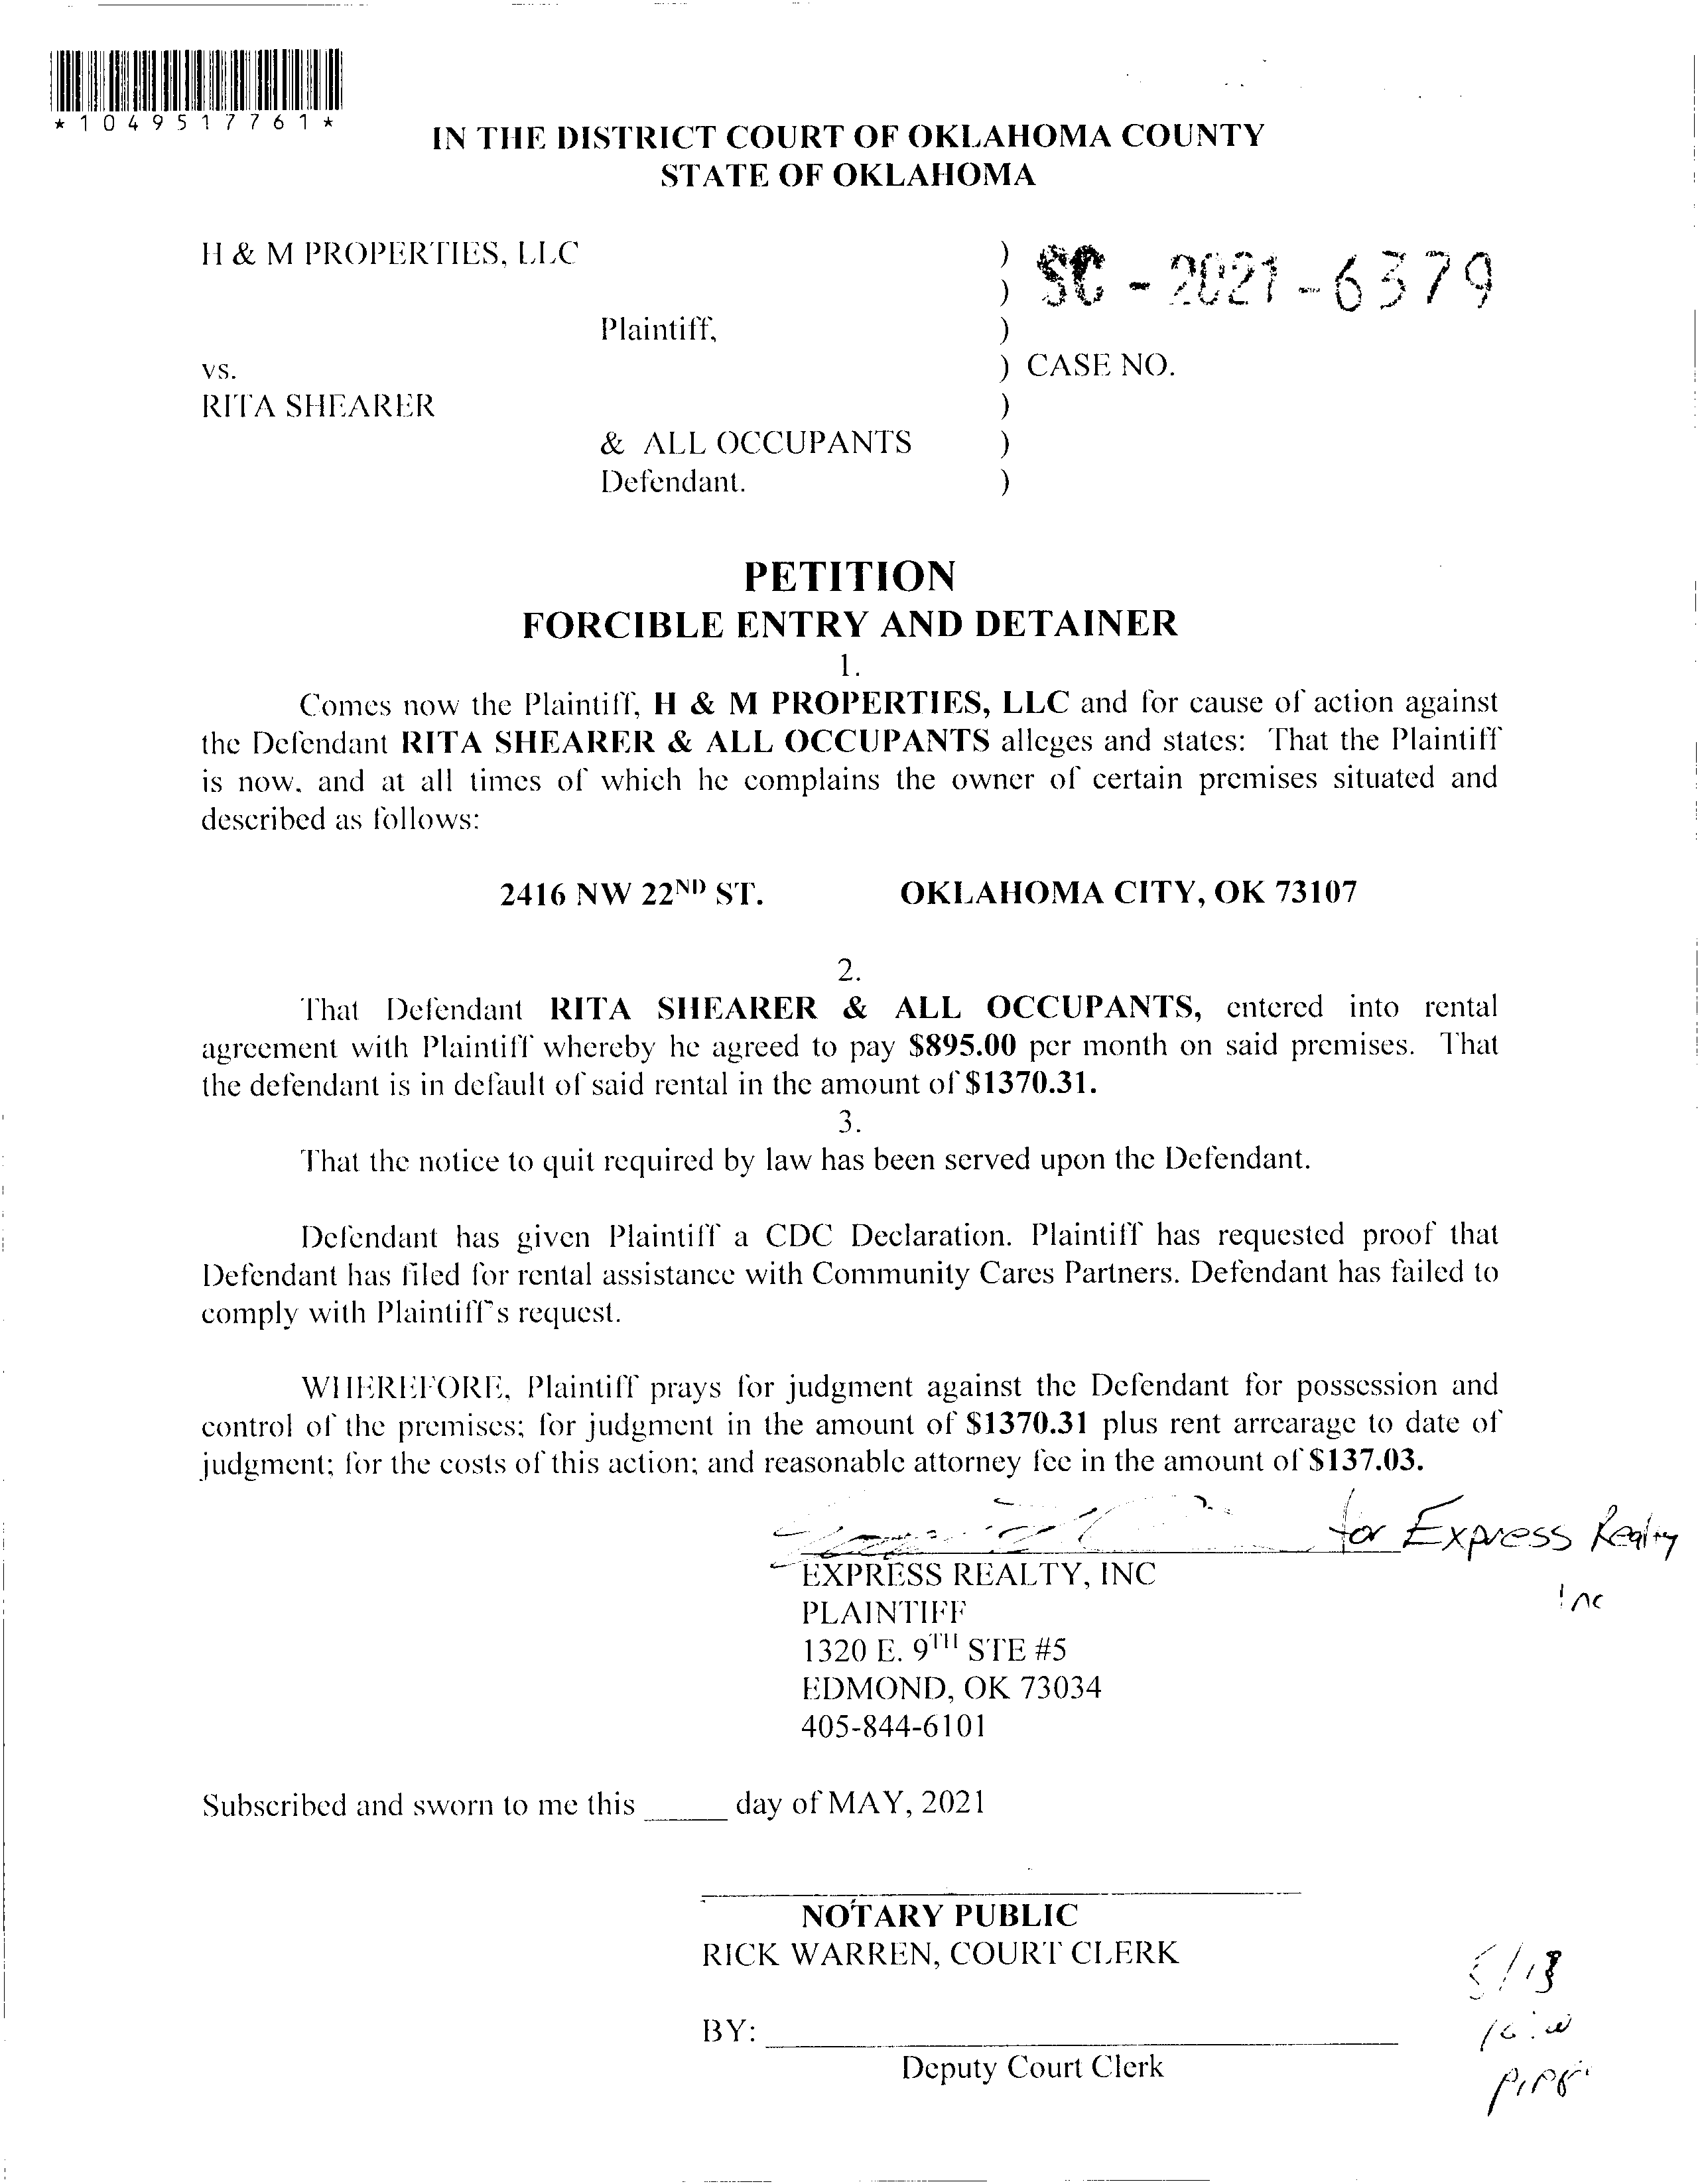 *1049517761*
IN THE DISTRICT COURT OF OKLAHOMA COUNTY
STATE OF OKLAHOMA
H & M PROPERTIES, LLC )
) SC - 2021 - 6379
Plaintiff, )
vs. ) CASE NO.
RITA SHEARER )
& ALL OCCUPANTS )
Defendant. )
PETITION
FORCIBLE ENTRY AND DETAINER
1.
Comes now the Plaintiff, H & M PROPERTIES, LLC and for cause of action against
the Defendant RITA SHEARER & ALL OCCUPANTS alleges and states: That the Plaintiff
is now, and at all times of which he complains the owner of certain premises situated and
described as follows:
2416 NW 22ND ST. OKLAHOMA CITY, OK 73107
2.
That Defendant RITA SHEARER & ALL OCCUPANTS, entered into rental
agreement with Plaintiff whereby he agreed to pay $895.00 per month on said premises. That
the defendant is in default of said rental in the amount of $1370.31.
3.
That the notice to quit required by law has been served upon the Defendant.
Defendant has given Plaintiff a CDC Declaration. Plaintiff has requested proof that
Defendant has filed for rental assistance with Community Cares Partners. Defendant has failed to
comply with Plaintiff's request.
WHEREFORE, Plaintiff prays for judgment against the Defendant for possession and
control of the premises; for judgment in the amount of $1370.31 plus rent arrearage to date of
judgment; for the costs of this action; and reasonable attorney fee in the amount of $137.03.
for Express Realty
Inc
EXPRESS REALTY, INC
PLAINTIFF
1320 E. 9TH STE #5
EDMOND, OK 73034
405-844-6101
Subscribed and sworn to me this _____ day of MAY, 2021
NOTARY PUBLIC
RICK WARREN, COURT CLERK
5/13
BY:
Deputy Court Clerk